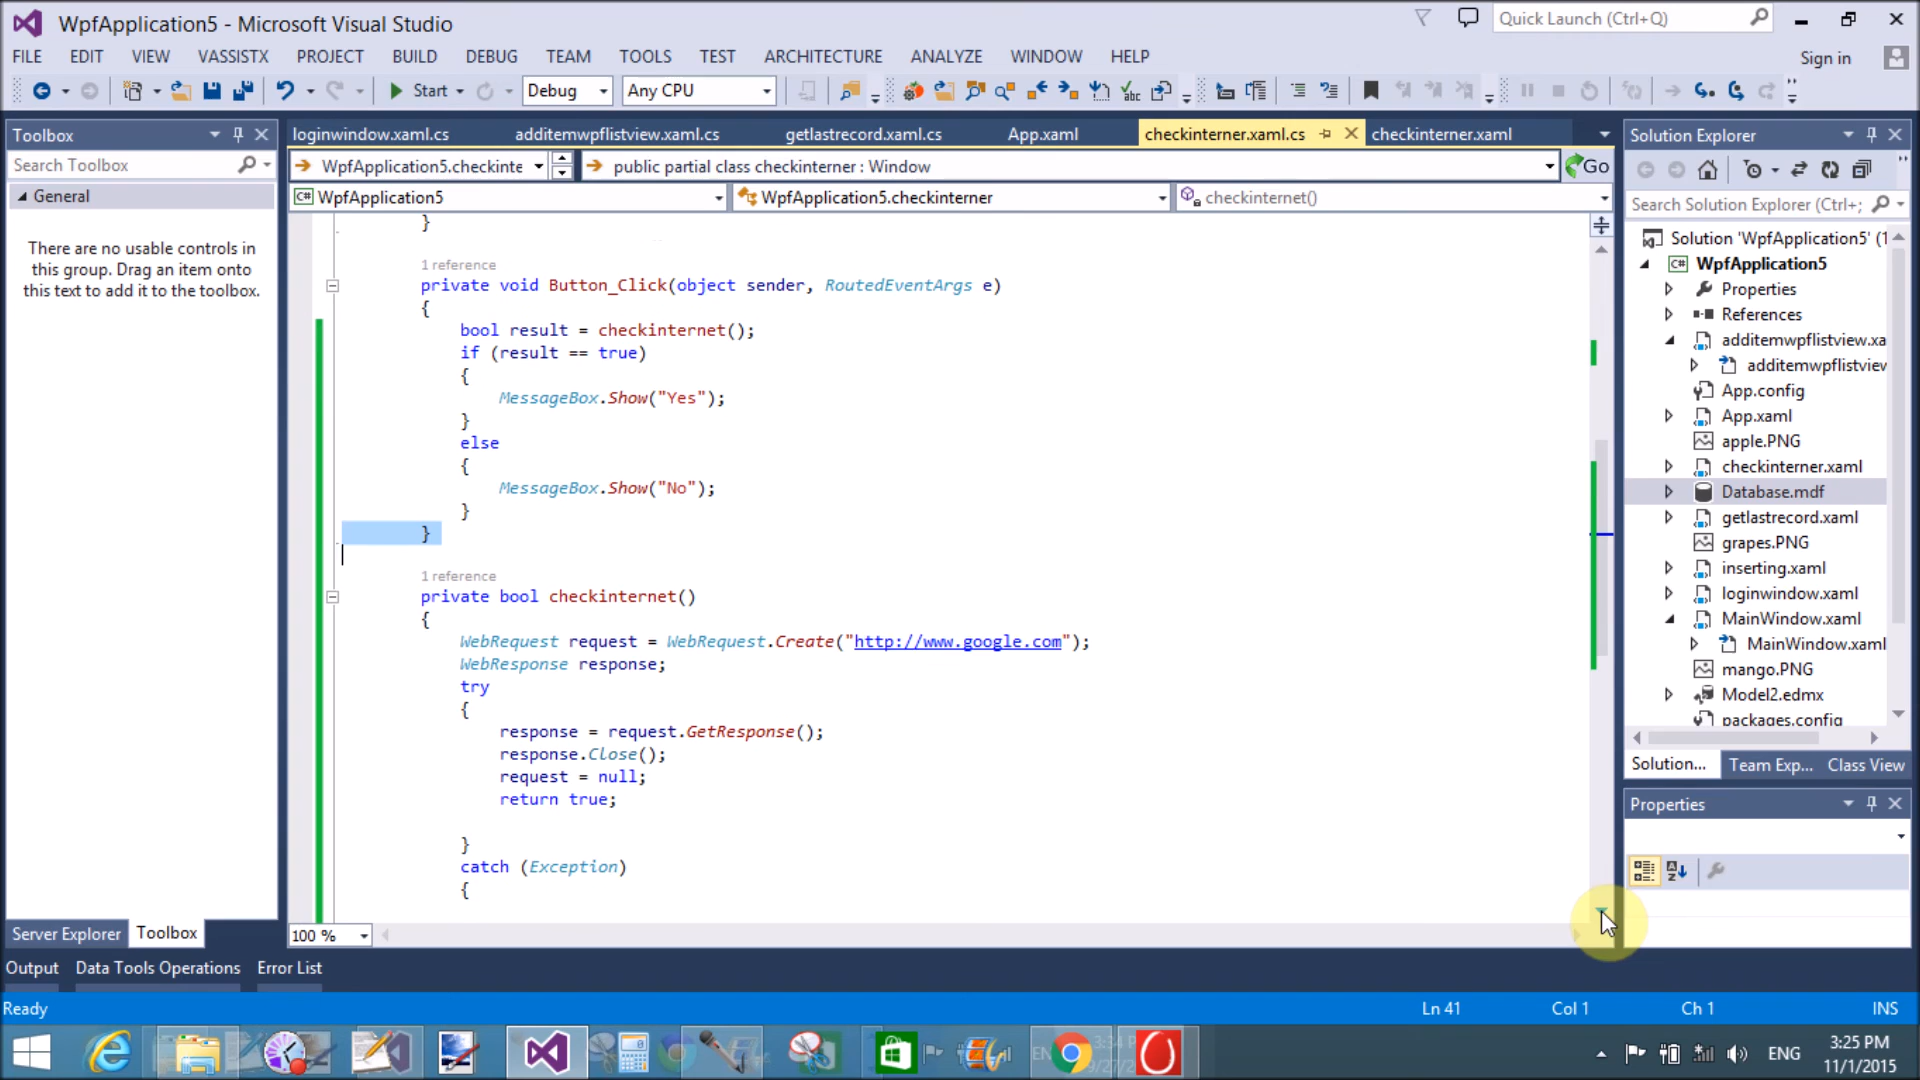 WpfApplication5 - Microsoft Visual Studio
Quick Launch (Ctrl+Q)
FILE EDIT VIEW VASSISTX PROJECT BUILD DEBUG TEAM TOOLS TEST ARCHITECTURE ANALYZE WINDOW HELP
Sign in
Start Debug Any CPU
Toolbox
Search Toolbox
General
There are no usable controls in
this group. Drag an item onto
this text to add it to the toolbox.
Server Explorer Toolbox
loginwindow.xaml.cs additemwpflistview.xaml.cs getlastrecord.xaml.cs App.xaml checkinterner.xaml.cs checkinterner.xaml
WpfApplication5.checkinte public partial class checkinterner : Window Go
WpfApplication5 WpfApplication5.checkinterner checkinternet()
}
1 reference
private void Button_Click(object sender, RoutedEventArgs e)
{
bool result = checkinternet();
if (result == true)
{
MessageBox.Show("Yes");
}
else
{
MessageBox.Show("No");
}
}
1 reference
private bool checkinternet()
{
WebRequest request = WebRequest.Create("http://www.google.com");
WebResponse response;
try
{
response = request.GetResponse();
response.Close();
request = null;
return true;
}
catch (Exception)
{
100 %
Solution Explorer
Search Solution Explorer (Ctrl+;
Solution 'WpfApplication5' (1
WpfApplication5
Properties
References
additemwpflistview.xa
additemwpflistview
App.config
App.xaml
apple.PNG
checkinterner.xaml
Database.mdf
getlastrecord.xaml
grapes.PNG
inserting.xaml
loginwindow.xaml
MainWindow.xaml
MainWindow.xaml
mango.PNG
Model2.edmx
packages.config
Solution... Team Exp... Class View
Properties
Output Data Tools Operations Error List
Ready Ln 41 Col 1 Ch 1 INS
ENG
3:25 PM
11/1/2015